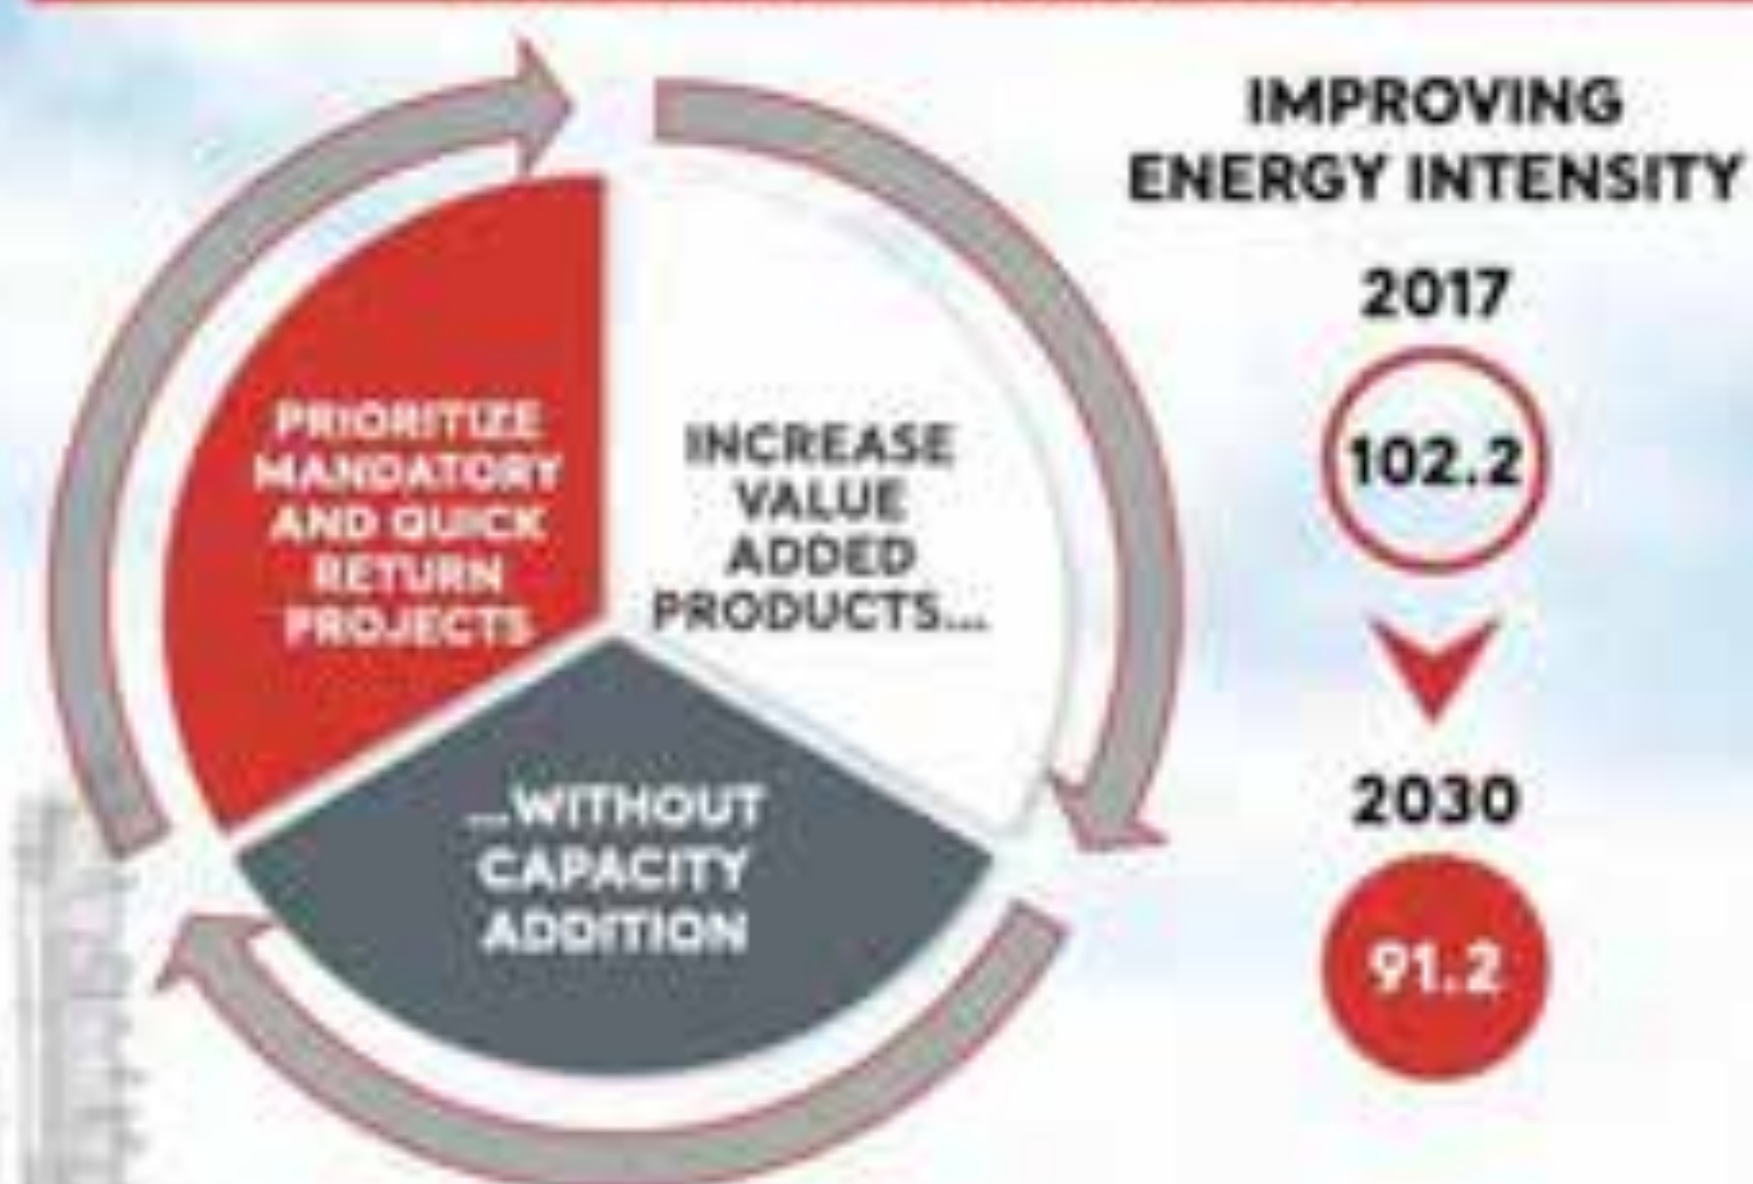 IMPROVING
ENERGY INTENSITY
2017
102.2
2030
91.2
PRIORITIZE
MANDATORY
AND QUICK
RETURN
PROJECTS
INCREASE
VALUE
ADDED
PRODUCTS...
...WITHOUT
CAPACITY
ADDITION